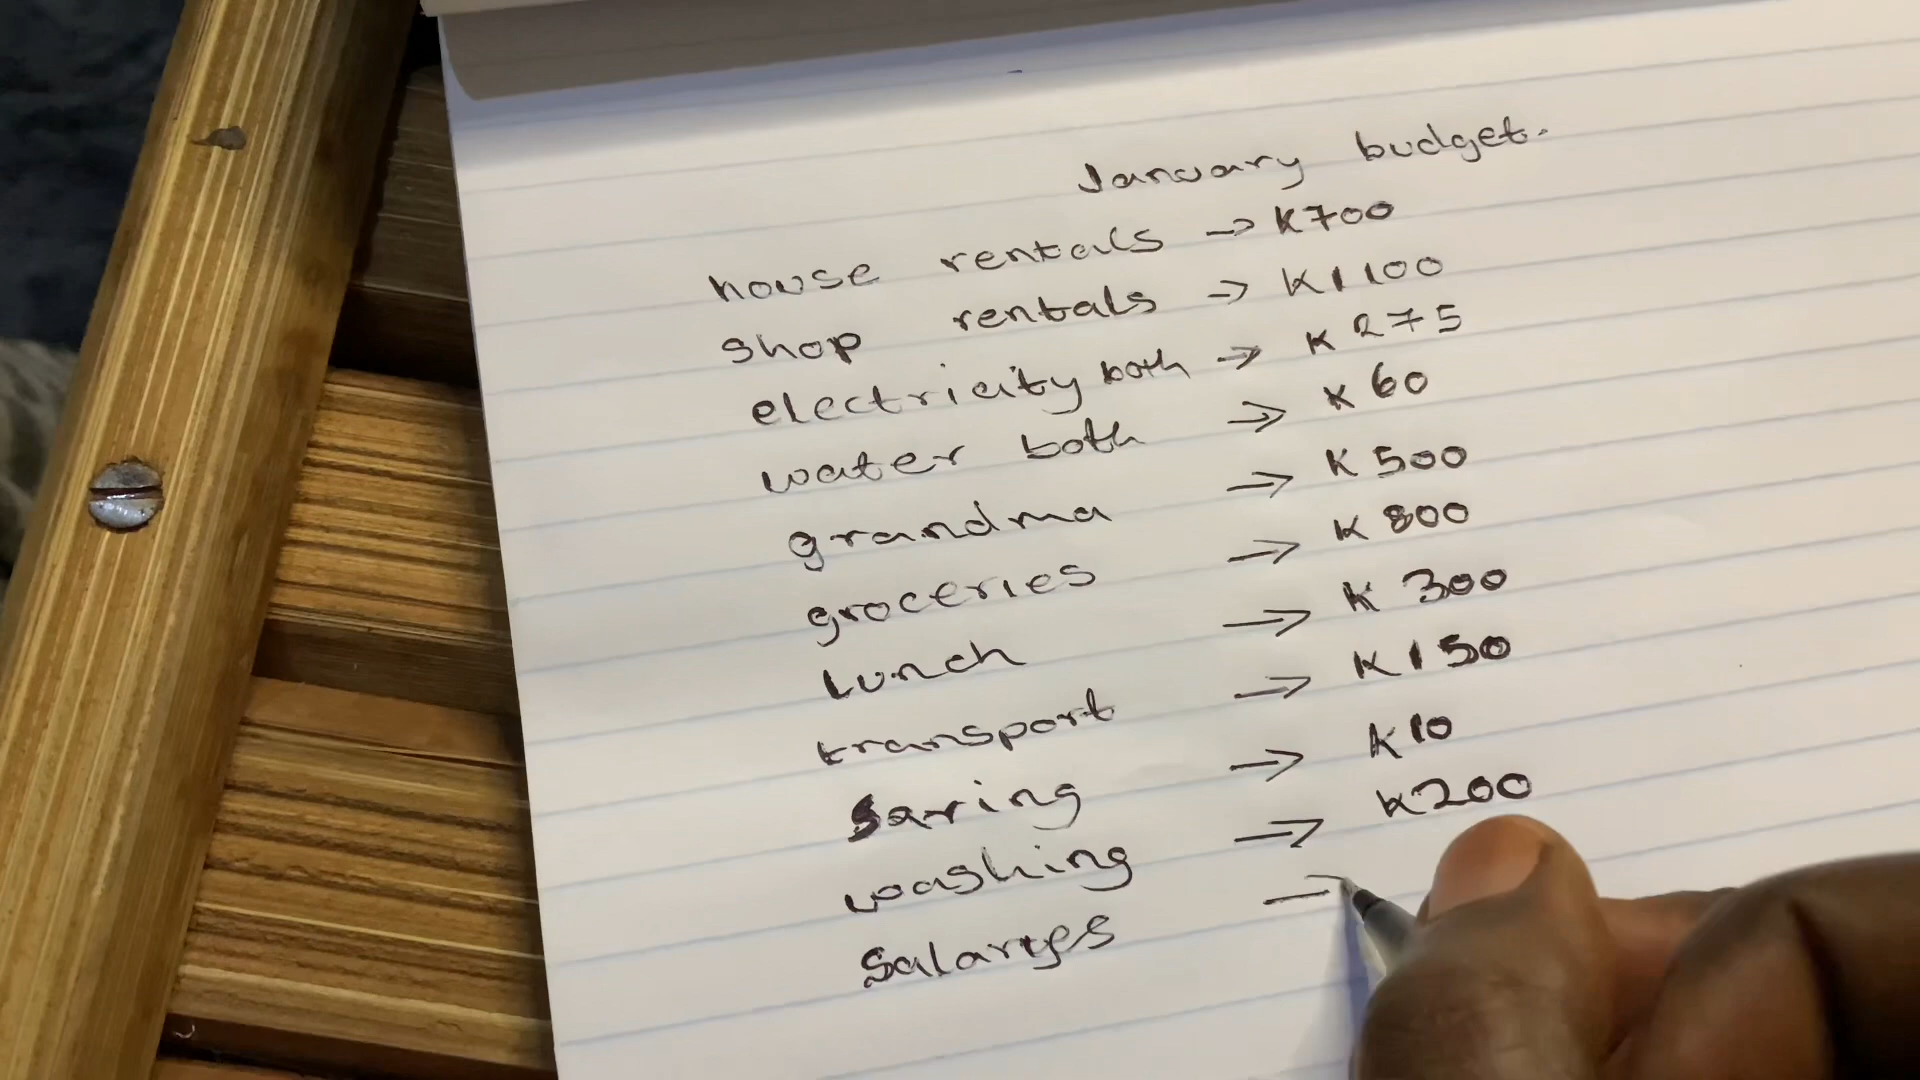 January budget.
house rentals → K700
shop rentals → K1100
electricity both → K275
water both → K60
grandma → K500
groceries → K800
Lunch → K300
transport → K150
Saving → K10
washing → K200
Salaryes →